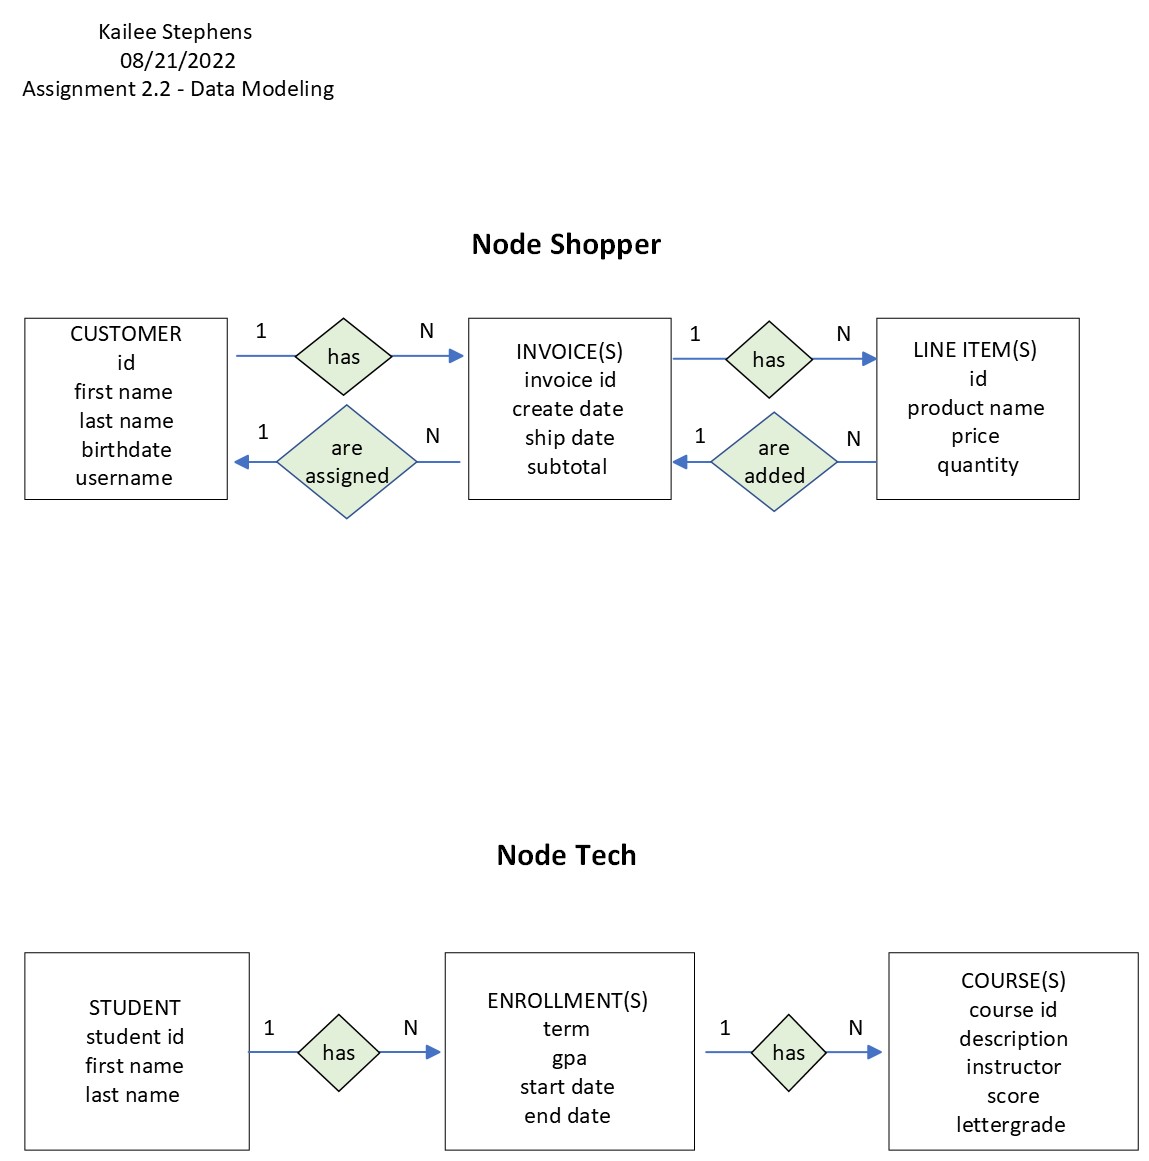 Kailee Stephens
08/21/2022
Assignment 2.2 - Data Modeling
Node Shopper
CUSTOMER
id
first name
last name
birthdate
username
1
has
N
1
are
assigned
N
INVOICE(S)
invoice id
create date
ship date
subtotal
1
has
N
1
are
added
N
LINE ITEM(S)
id
product name
price
quantity
Node Tech
STUDENT
student id
first name
last name
1
has
N
ENROLLMENT(S)
term
gpa
start date
end date
1
has
N
COURSE(S)
course id
description
instructor
score
lettergrade